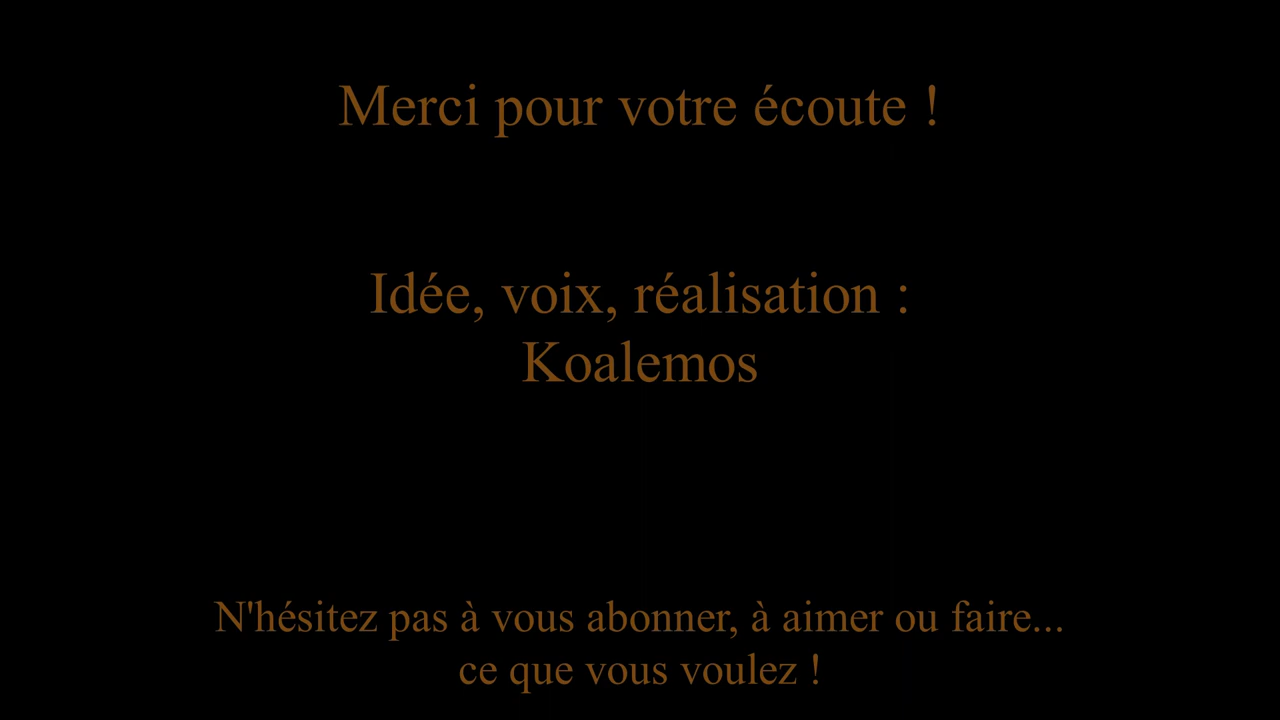 Merci pour votre écoute !
Idée, voix, réalisation :
Koalemos
N'hésitez pas à vous abonner, à aimer ou faire...
ce que vous voulez !